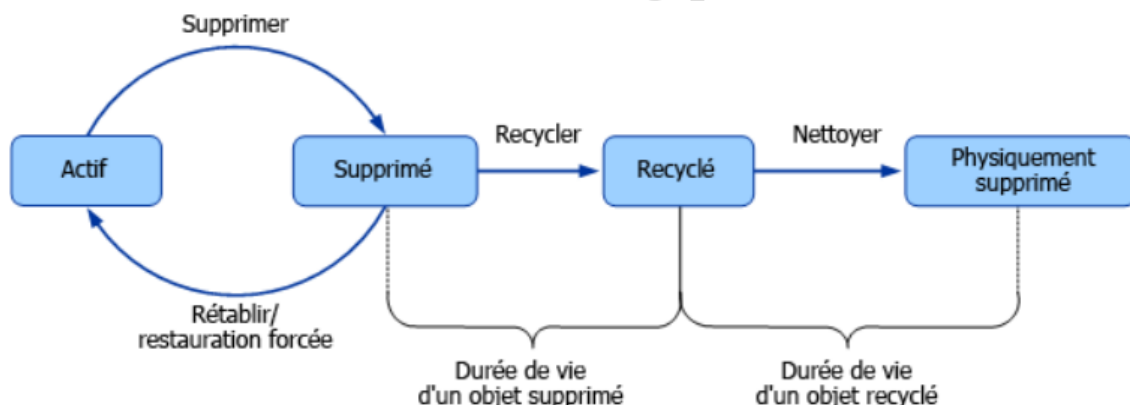 Supprimer
Actif
Supprimé
Recycler
Recyclé
Nettoyer
Physiquement
supprimé
Rétablir/
restauration forcée
Durée de vie
d'un objet supprimé
Durée de vie
d'un objet recyclé